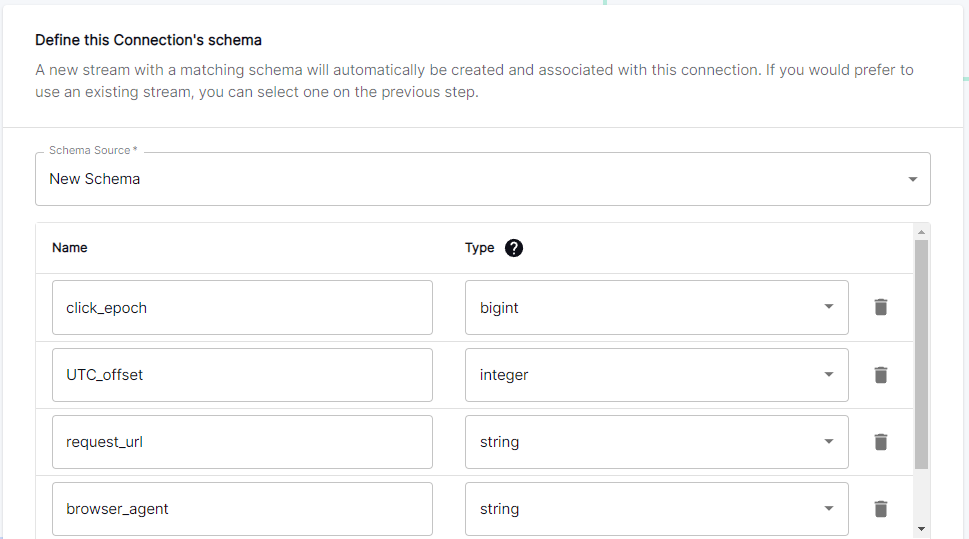 Define this Connection's schema
A new stream with a matching schema will automatically be created and associated with this connection. If you would prefer to
use an existing stream, you can select one on the previous step.
Schema Source *
New Schema
Name Type ?
click_epoch bigint
UTC_offset integer
request_url string
browser_agent string